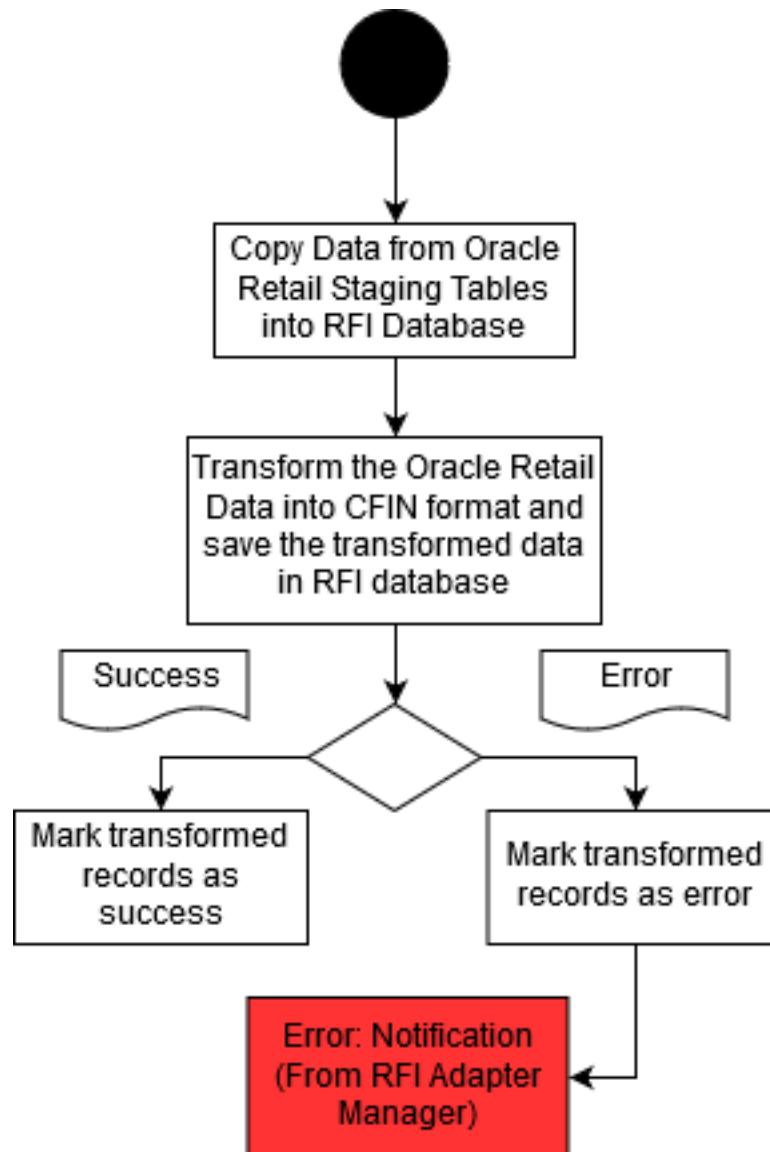 Copy Data from Oracle
Retail Staging Tables
into RFI Database
Transform the Oracle Retail
Data into CFIN format and
save the transformed data
in RFI database
Success
Error
Mark transformed
records as
success
Mark transformed
records as error
Error: Notification
(From RFI Adapter
Manager)